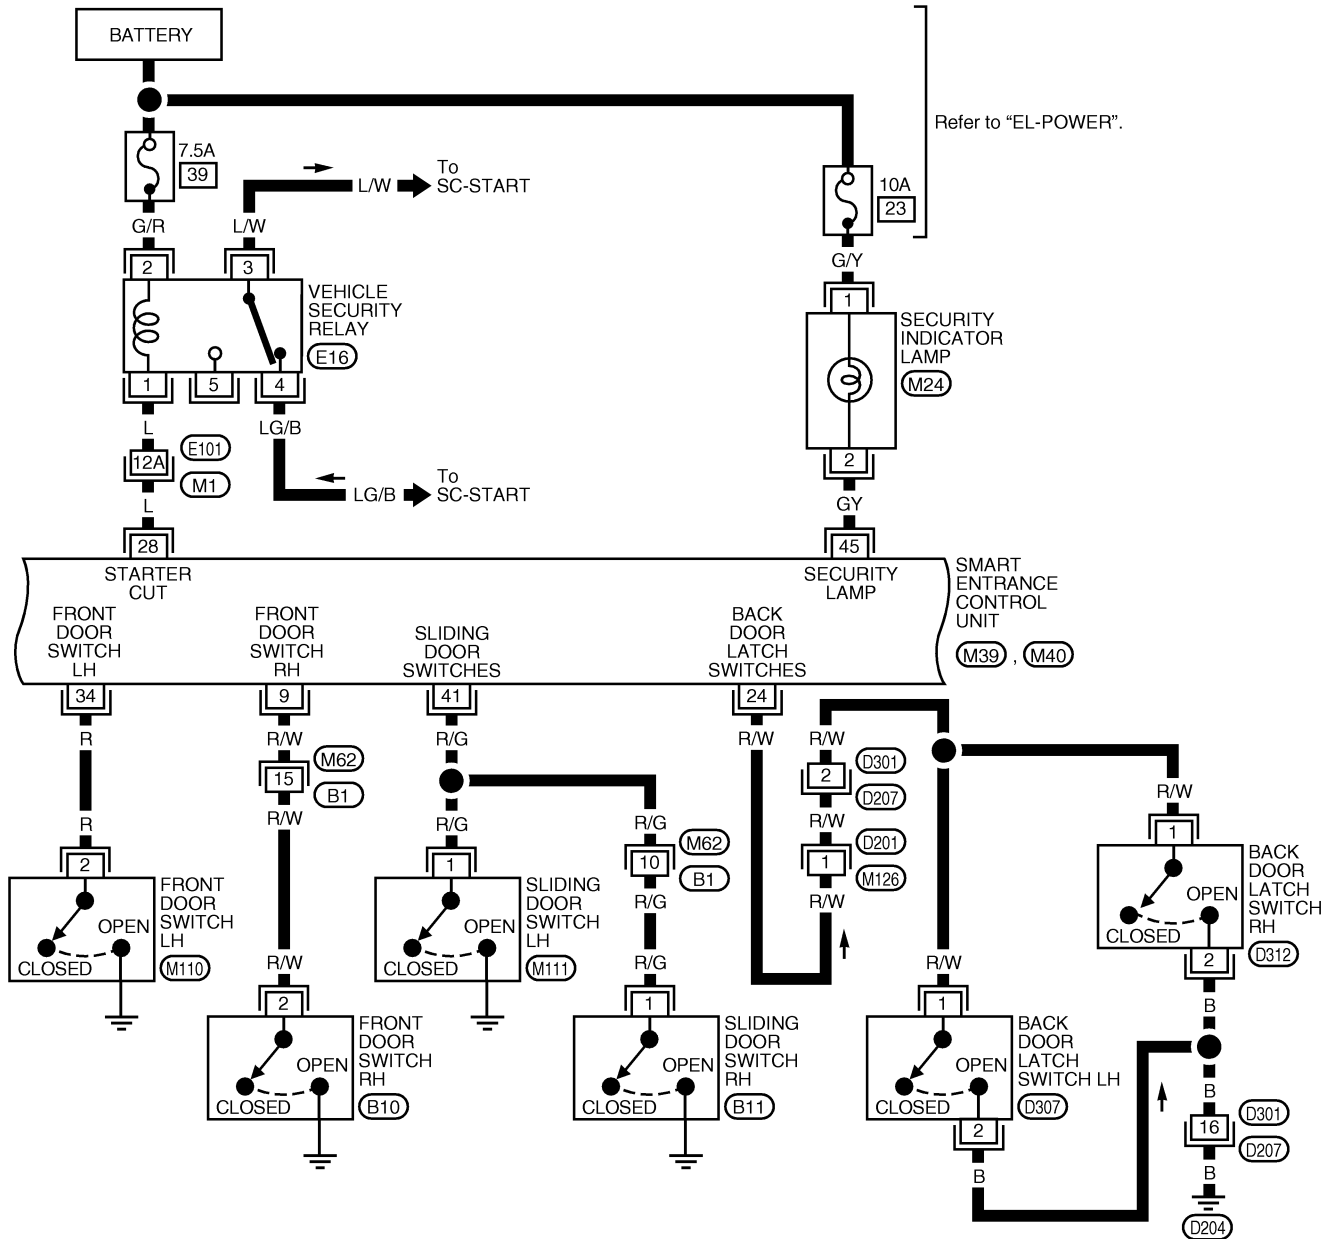 BATTERY
Refer to “EL-POWER”.
7.5A
39
To
SC-START
L/W
10A
23
G/R
L/W
G/Y
2
3
1
VEHICLE
SECURITY
RELAY
E16
SECURITY
INDICATOR
LAMP
M24
1
5
4
L
LG/B
2
12A
E101
M1
To
SC-START
LG/B
L
GY
28
45
STARTER
CUT
SECURITY
LAMP
SMART
ENTRANCE
CONTROL
UNIT
M39 , M40
FRONT
DOOR
SWITCH
LH
FRONT
DOOR
SWITCH
RH
SLIDING
DOOR
SWITCHES
BACK
DOOR
LATCH
SWITCHES
34
9
41
24
R
R/W
R/G
R/W
R/W
15
M62
B1
2
D301
D207
R/W
R
R/W
R/G
R/G
R/W
10
M62
B1
1
D201
M126
R/G
R/W
1
BACK
DOOR
LATCH
SWITCH
RH
D312
OPEN
CLOSED
2
2
FRONT
DOOR
SWITCH
LH
M110
OPEN
CLOSED
1
SLIDING
DOOR
SWITCH
LH
M111
OPEN
CLOSED
R/W
R/G
R/W
B
2
FRONT
DOOR
SWITCH
RH
B10
OPEN
CLOSED
1
SLIDING
DOOR
SWITCH
RH
B11
OPEN
CLOSED
1
BACK
DOOR
LATCH
SWITCH LH
D307
OPEN
CLOSED
2
B
B
16
D301
D207
B
D204